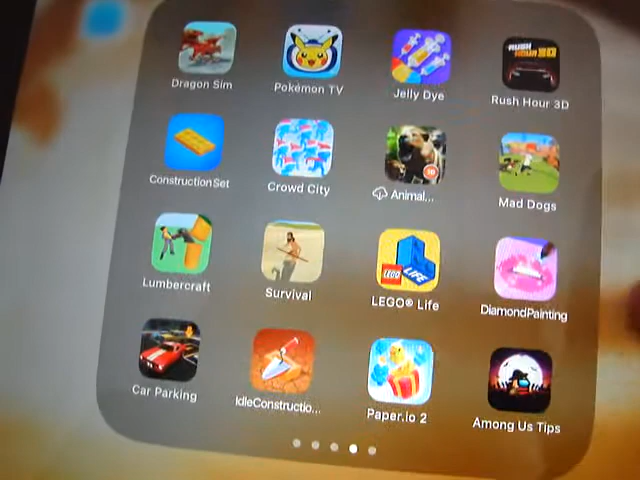 Dragon Sim
Pokémon TV
Jelly Dye
RUSH
HOUR 3D
Rush Hour 3D
ConstructionSet
Crowd City
Animal...
Mad Dogs
Lumbercraft
Survival
LEGO
LIFE
LEGO® Life
DiamondPainting
Car Parking
IdleConstructio...
Paper.io 2
Among Us Tips